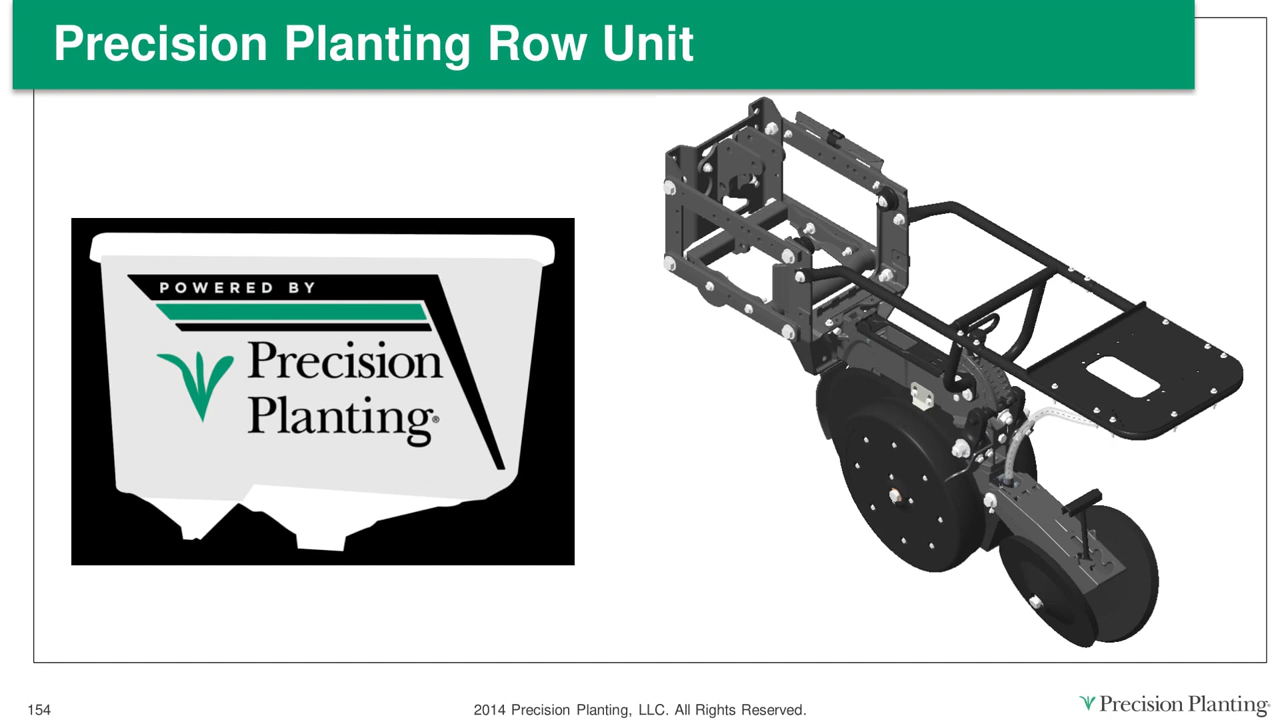 Precision Planting Row Unit
POWERED BY
Precision
Planting®
154
2014 Precision Planting, LLC. All Rights Reserved.
Precision Planting®